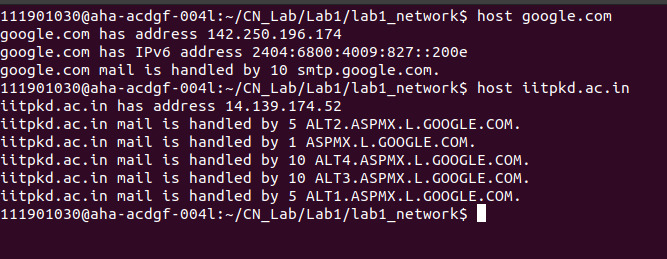 111901030@aha-acdgf-004l:~/CN_Lab/Lab1/lab1_network$ host google.com
google.com has address 142.250.196.174
google.com has IPv6 address 2404:6800:4009:827::200e
google.com mail is handled by 10 smtp.google.com.
111901030@aha-acdgf-004l:~/CN_Lab/Lab1/lab1_network$ host iitpkd.ac.in
iitpkd.ac.in has address 14.139.174.52
iitpkd.ac.in mail is handled by 5 ALT2.ASPMX.L.GOOGLE.COM.
iitpkd.ac.in mail is handled by 1 ASPMX.L.GOOGLE.COM.
iitpkd.ac.in mail is handled by 10 ALT4.ASPMX.L.GOOGLE.COM.
iitpkd.ac.in mail is handled by 10 ALT3.ASPMX.L.GOOGLE.COM.
iitpkd.ac.in mail is handled by 5 ALT1.ASPMX.L.GOOGLE.COM.
111901030@aha-acdgf-004l:~/CN_Lab/Lab1/lab1_network$